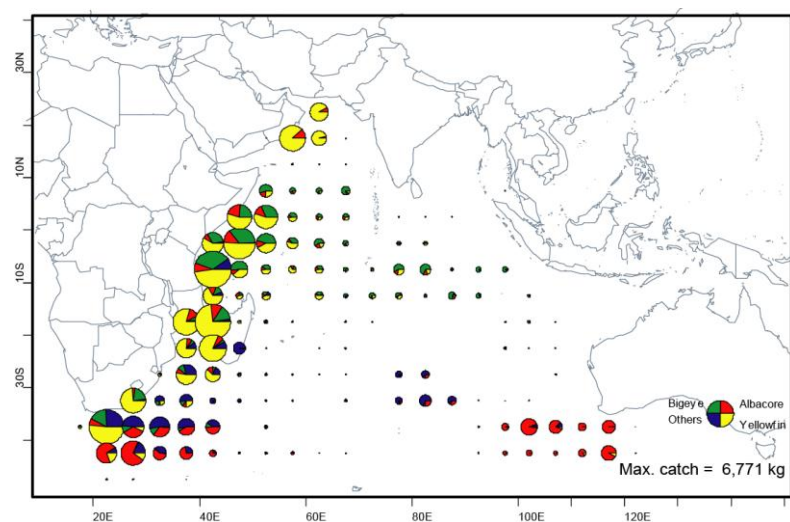 30N
10N
10S
30S
Bigeye Albacore
Others Yellowfin
Max. catch = 6,771 kg
20E 40E 60E 80E 100E 120E 140E